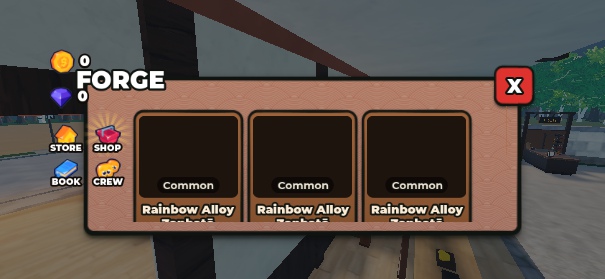 0
FORGE
0
X
STORE
SHOP
BOOK
CREW
Common
Common
Common
Rainbow Alloy
Rainbow Alloy
Rainbow Alloy